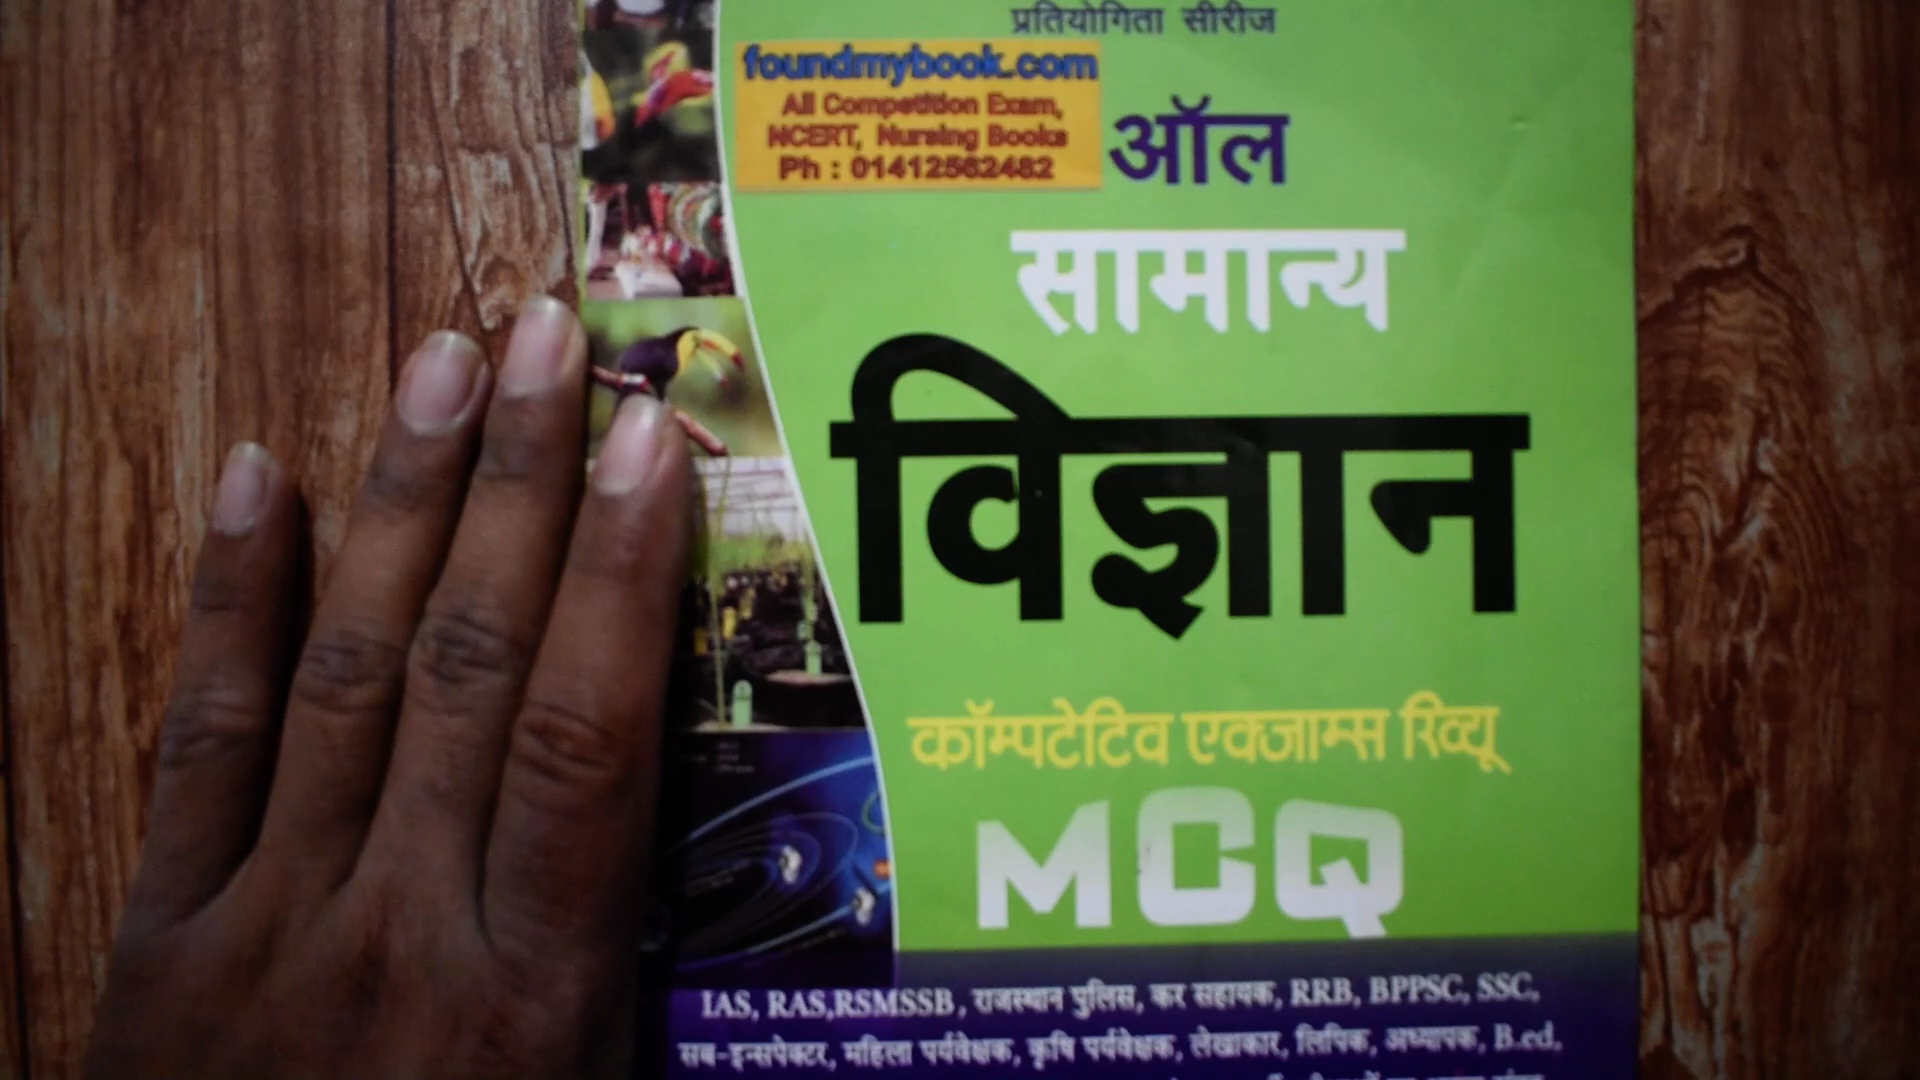 प्रतियोगिता सीरीज
foundmybook.com
All Competition Exam,
NCERT, Nursing Books
Ph : 01412562482
ऑल
सामान्य
विज्ञान
कॉम्पटेटिव एक्जाम्स रिव्यू
MCQ
IAS, RAS,RSMSSB, राजस्थान पुलिस, कर सहायक, RRB, BPPSC, SSC,
सब-इन्सपेक्टर, महिला पर्यवेक्षक, कृषि पर्यवेक्षक, लेखाकार, लिपिक, अध्यापक, B.ed,